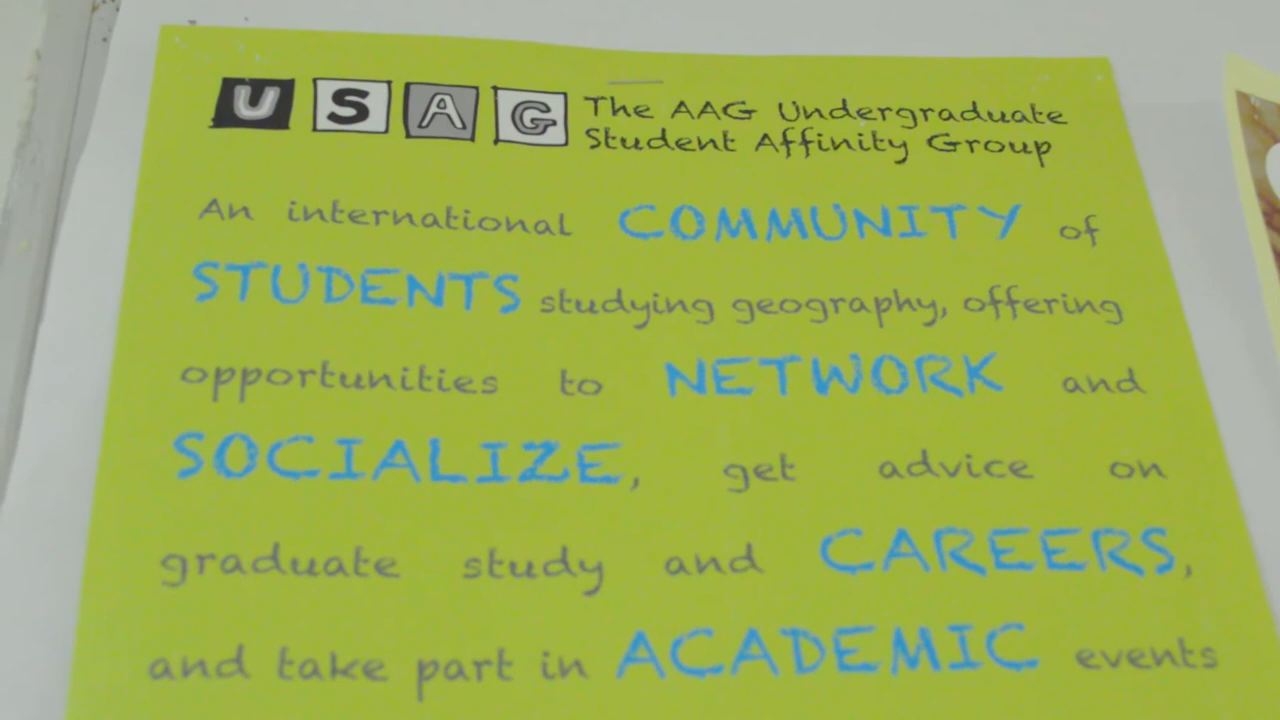 USAG The AAG Undergraduate
Student Affinity Group
An international COMMUNITY of
STUDENTS studying geography, offering
opportunities to NETWORK and
SOCIALIZE, get advice on
graduate study and CAREERS,
and take part in ACADEMIC events